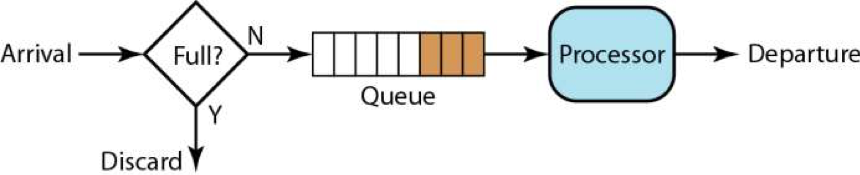 Arrival
Full?
N
Y
Discard
Queue
Processor
Departure